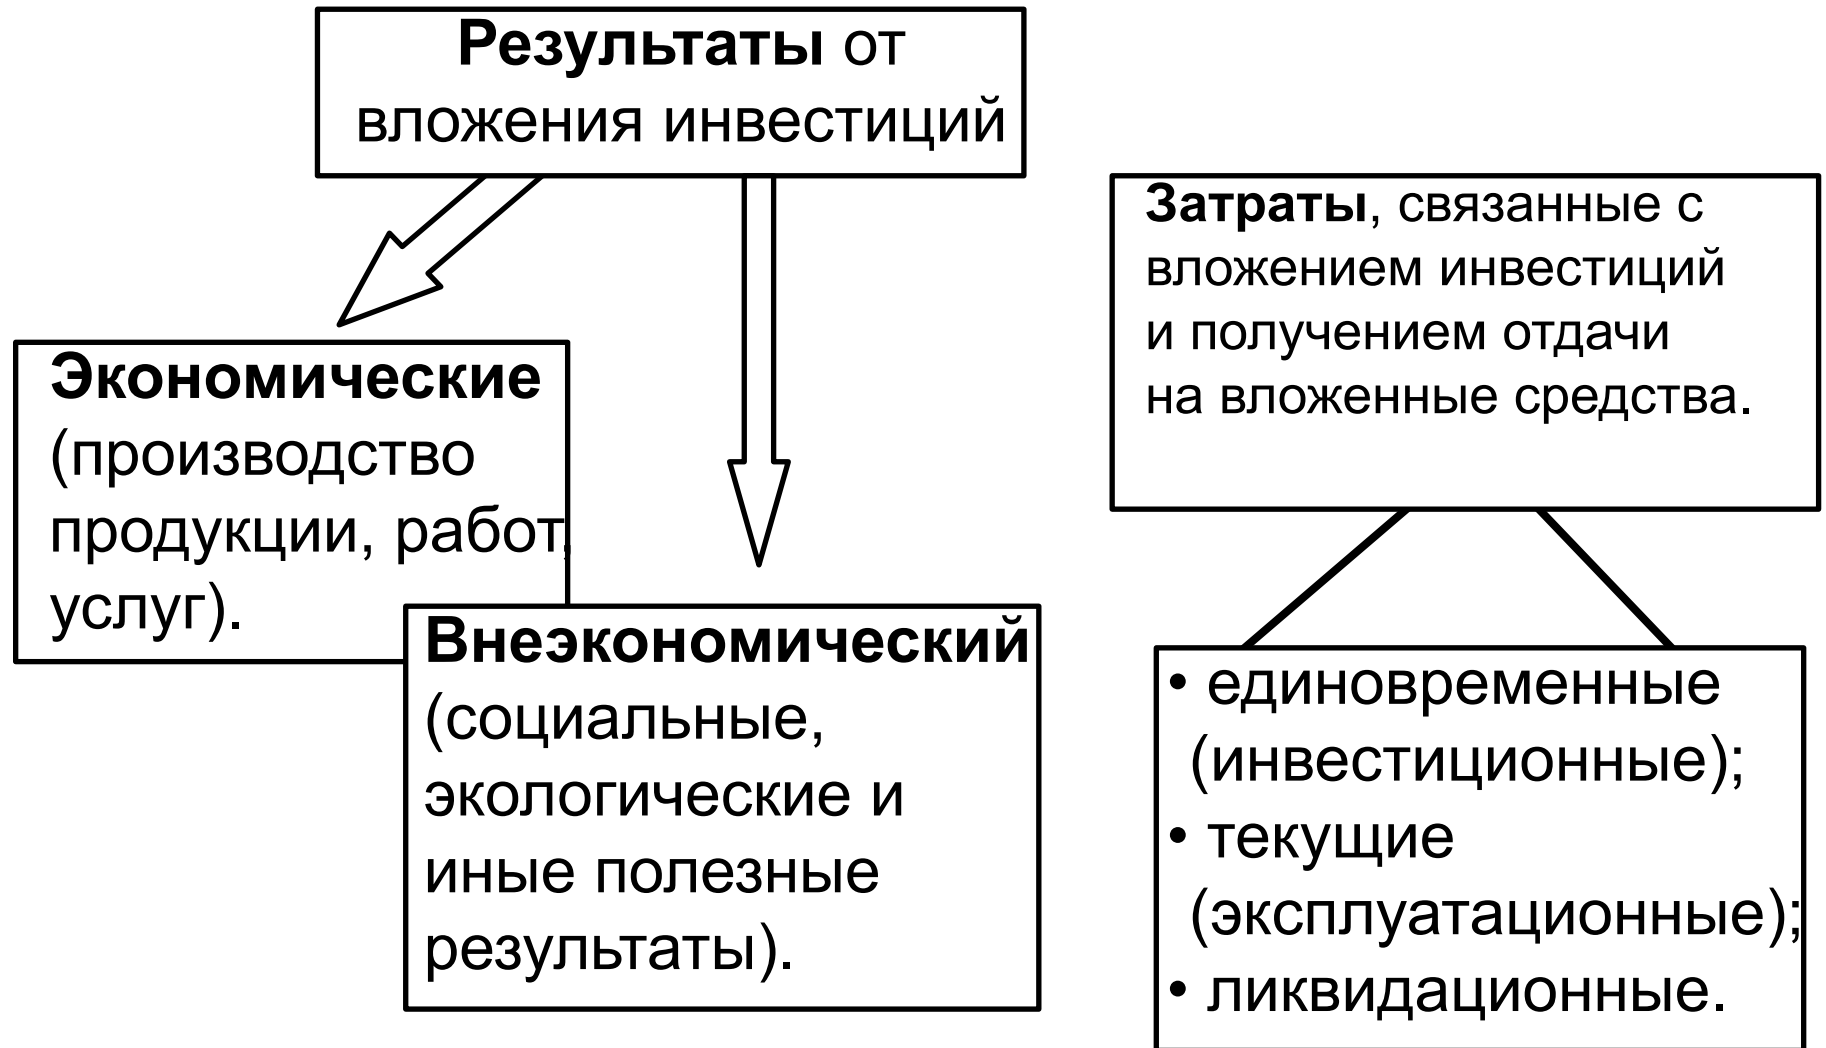 Результаты от
вложения инвестиций
Экономические
(производство
продукции, работ,
услуг).
Внеэкономический
(социальные,
экологические и
иные полезные
результаты).
Затраты, связанные с
вложением инвестиций
и получением отдачи
на вложенные средства.
• единовременные
(инвестиционные);
• текущие
(эксплуатационные);
• ликвидационные.